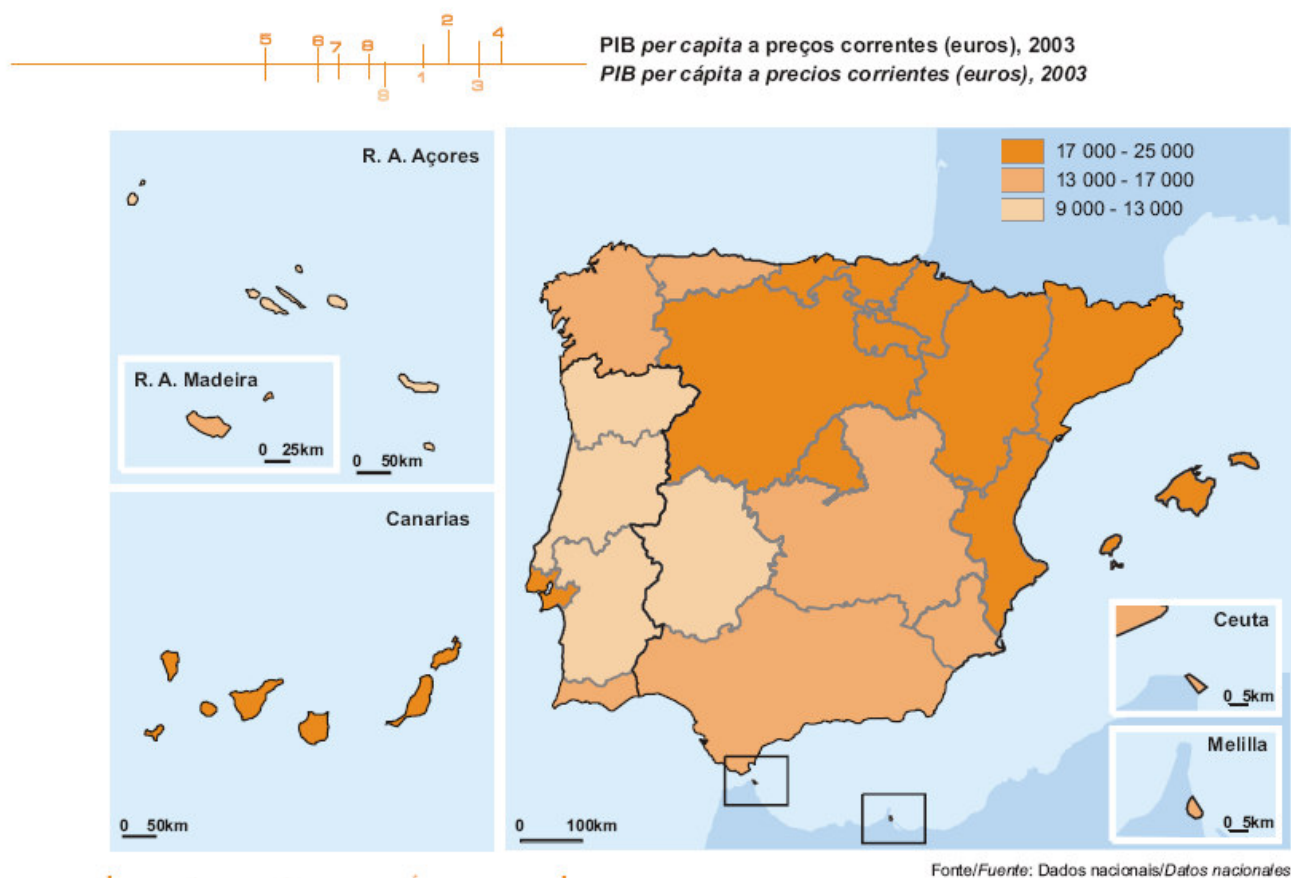 2
4
5
6
7
8
8
1
3
PIB per capita a preços correntes (euros), 2003
PIB per cápita a precios corrientes (euros), 2003
R. A. Açores
17 000 - 25 000
13 000 - 17 000
9 000 - 13 000
R. A. Madeira
0 25km
0 50km
Canarias
Ceuta
0 5km
Melilla
0 5km
0 50km
0 100km
Fonte/Fuente: Dados nacionais/Datos nacionales